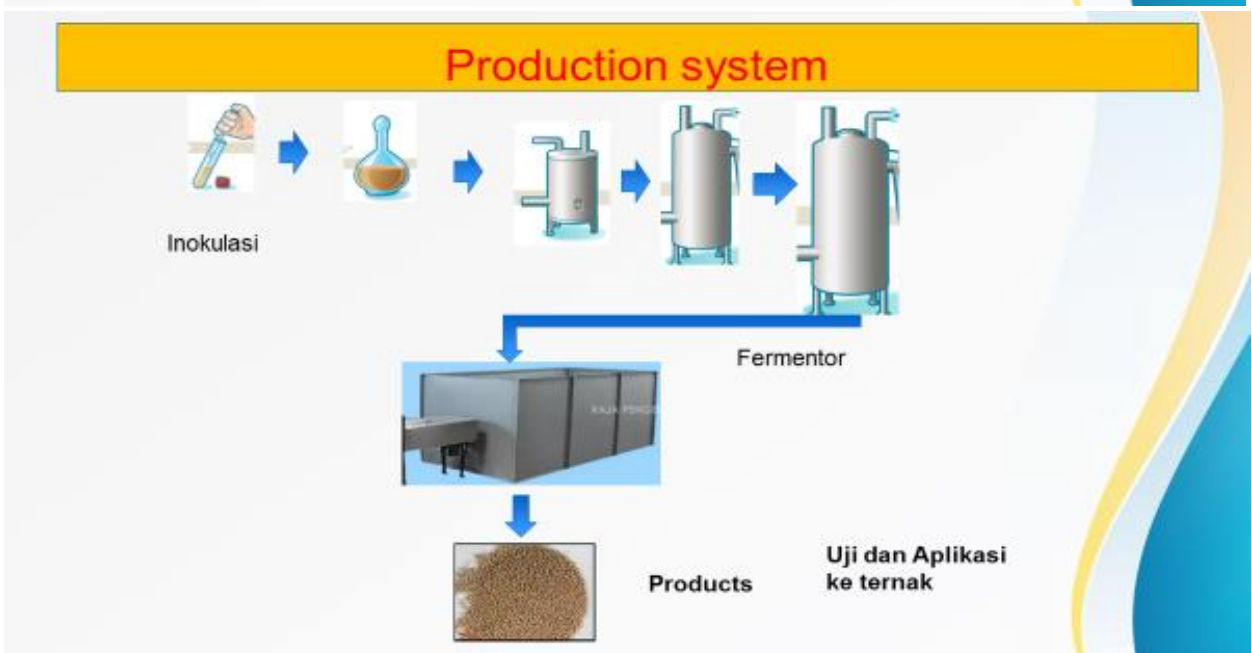 Production system
Inokulasi
Fermentor
Products
Uji dan Aplikasi
ke ternak